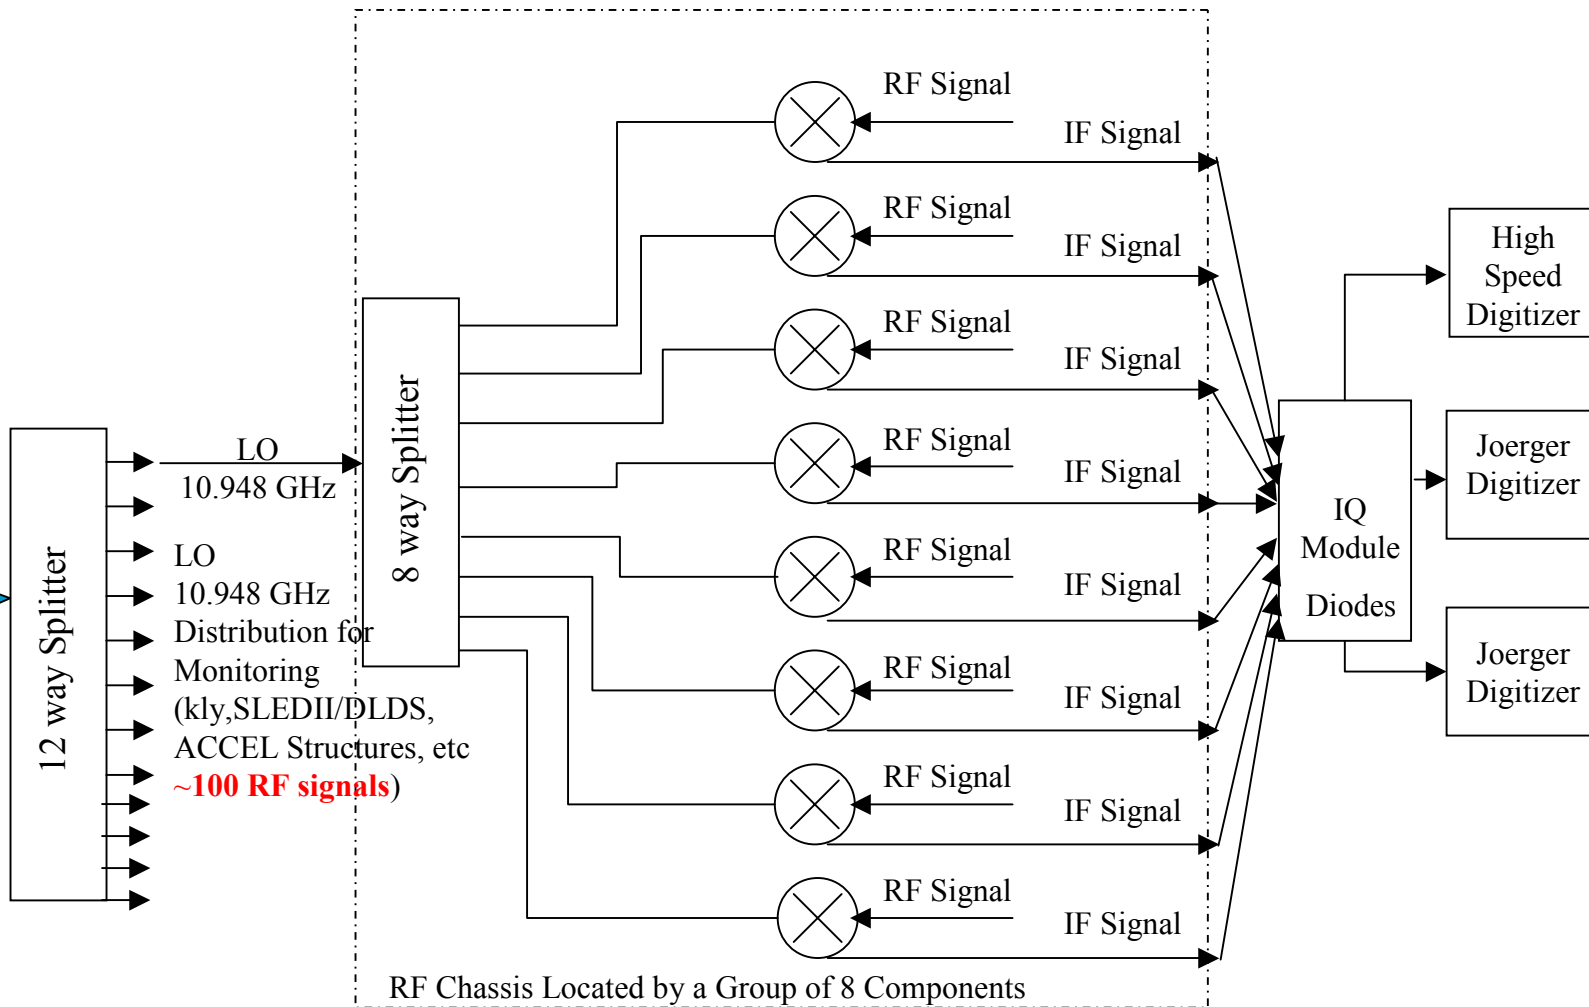 RF Signal
IF Signal
RF Signal
IF Signal
RF Signal
IF Signal
RF Signal
IF Signal
RF Signal
IF Signal
RF Signal
IF Signal
RF Signal
IF Signal
RF Signal
IF Signal
12 way Splitter
LO
10.948 GHz
LO
10.948 GHz
Distribution for
Monitoring
(kly,SLEDII/DLDS,
ACCEL Structures, etc
~100 RF signals)
8 way Splitter
IQ
Module
Diodes
High
Speed
Digitizer
Joerger
Digitizer
Joerger
Digitizer
RF Chassis Located by a Group of 8 Components